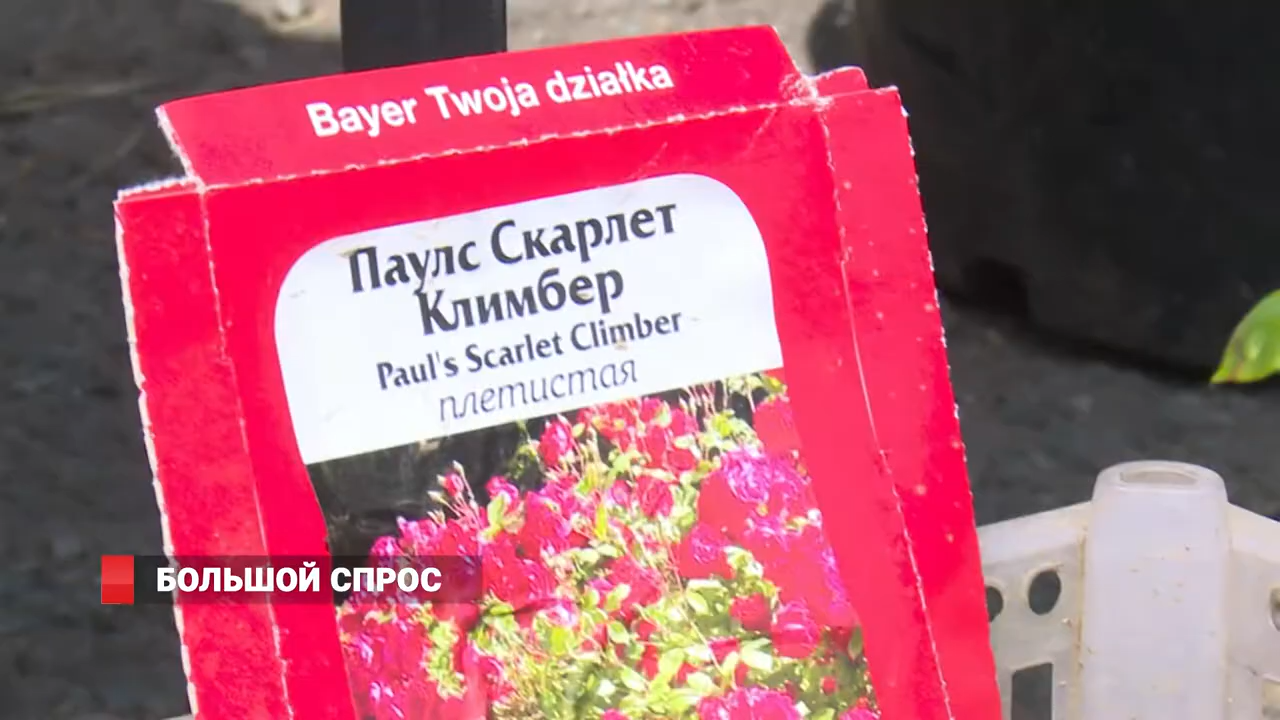 Bayer Twoja działka
Паулс Скарлет
Климбер
Paul's Scarlet Climber
плетистая
БОЛЬШОЙ СПРОС